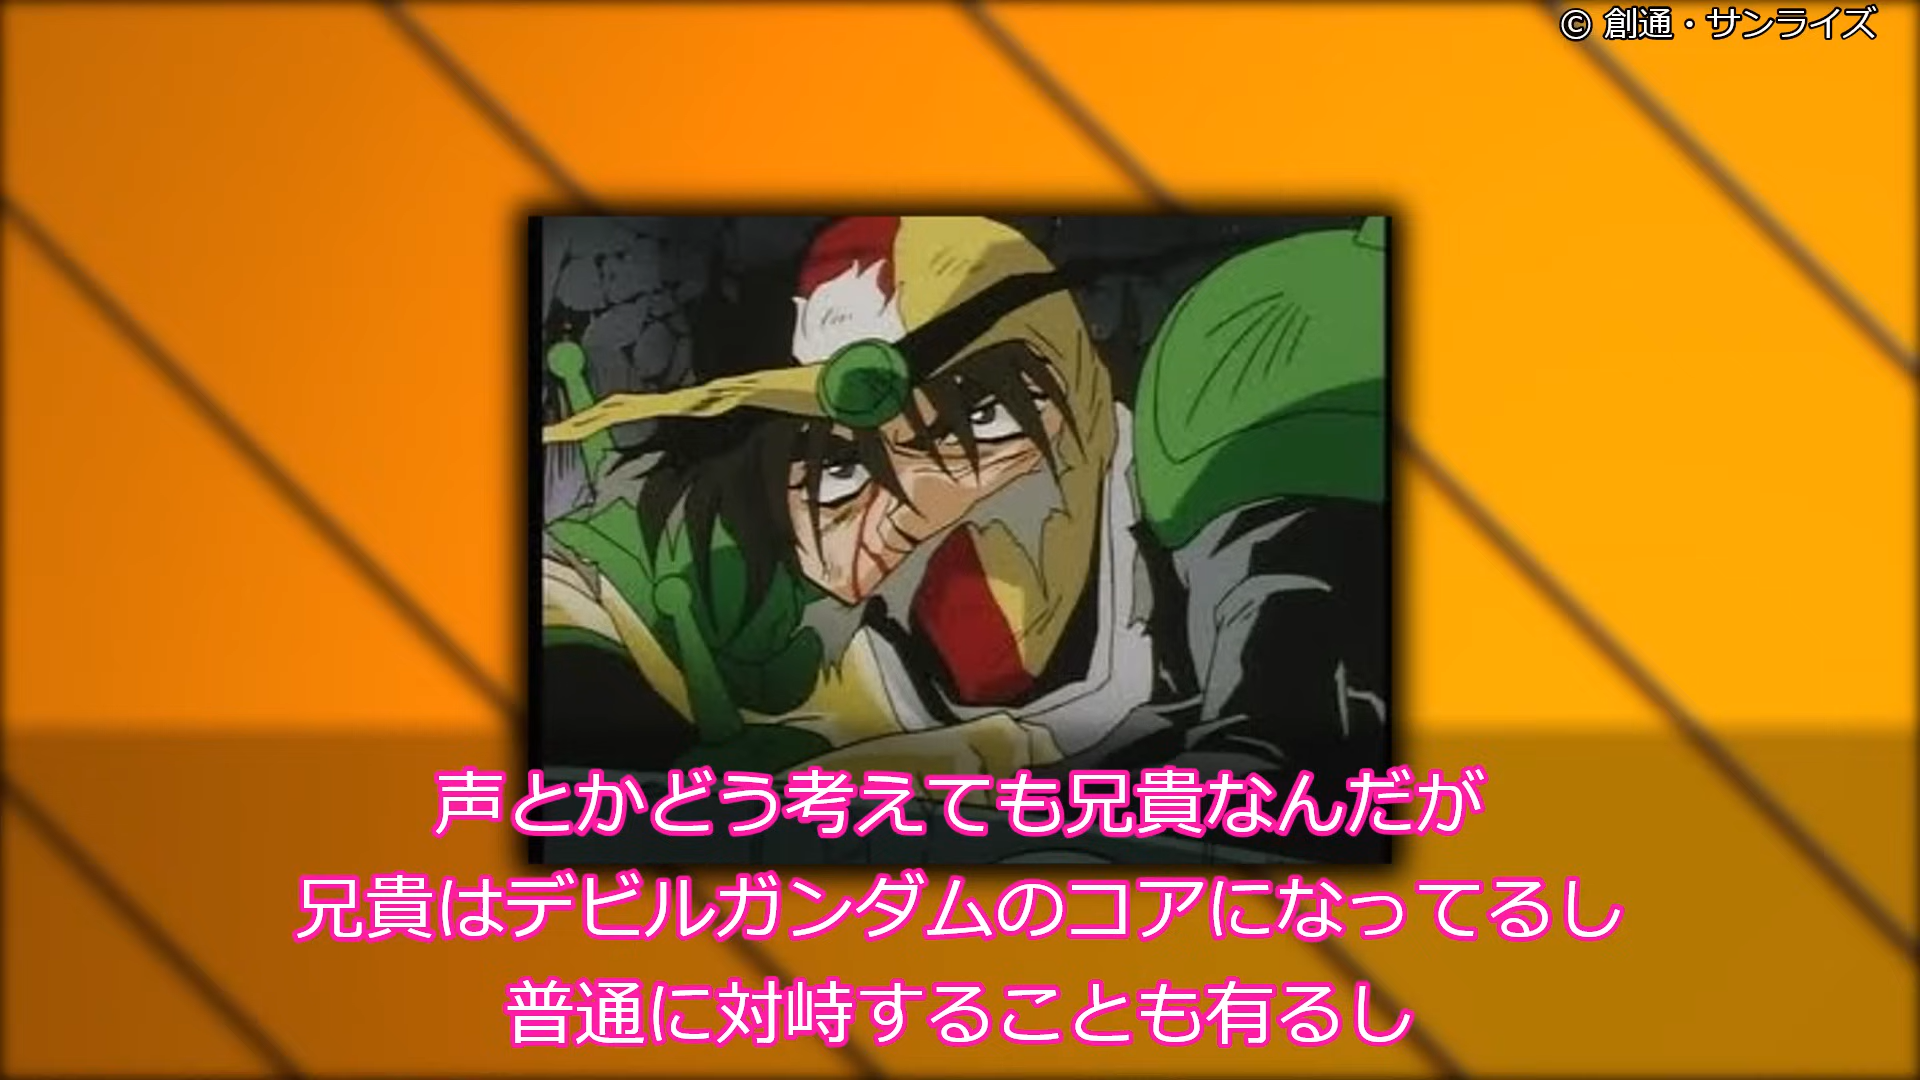 © 創通・サンライズ
声とかどう考えても兄貴なんだが
兄貴はデビルガンダムのコアになってるし
普通に対峙することも有るし